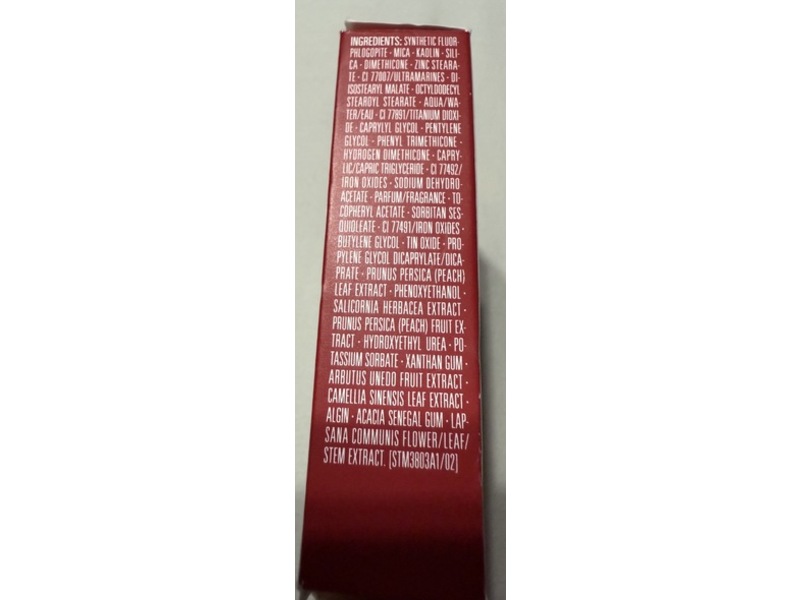 INGREDIENTS: SYNTHETIC FLUOR-
PHLOGOPITE · MICA · KAOLIN · SILI-
CA · DIMETHICONE · ZINC STEARA-
TE · CI 77007/ULTRAMARINES · DI-
ISOSTEARYL MALATE · OCTYLDODECYL
STEAROYL STEARATE · AQUA/WA-
TER/EAU · CI 77891/TITANIUM DIOXI-
DE · CAPRYLYL GLYCOL · PENTYLENE
GLYCOL · PHENYL TRIMETHICONE ·
HYDROGEN DIMETHICONE · CAPRY-
LIC/CAPRIC TRIGLYCERIDE · CI 77492/
IRON OXIDES · SODIUM DEHYDRO-
ACETATE · PARFUM/FRAGRANCE · TO-
COPHERYL ACETATE · SORBITAN SES-
QUIOLEATE · CI 77491/IRON OXIDES ·
BUTYLENE GLYCOL · TIN OXIDE · PRO-
PYLENE GLYCOL DICAPRYLATE/DICA-
PRATE · PRUNUS PERSICA (PEACH)
LEAF EXTRACT · PHENOXYETHANOL ·
SALICORNIA HERBACEA EXTRACT ·
PRUNUS PERSICA (PEACH) FRUIT EX-
TRACT · HYDROXYETHYL UREA · PO-
TASSIUM SORBATE · XANTHAN GUM ·
ARBUTUS UNEDO FRUIT EXTRACT ·
CAMELLIA SINENSIS LEAF EXTRACT ·
ALGIN · ACACIA SENEGAL GUM · LAP-
SANA COMMUNIS FLOWER/LEAF/
STEM EXTRACT. [STM3803A1/02]